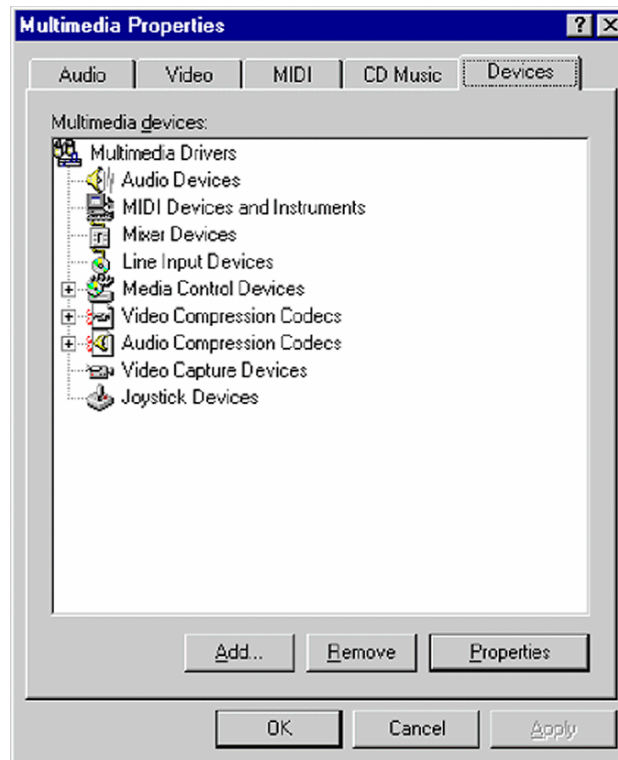 Multimedia Properties
Audio Video MIDI CD Music Devices
Multimedia devices:
Multimedia Drivers
Audio Devices
MIDI Devices and Instruments
Mixer Devices
Line Input Devices
Media Control Devices
Video Compression Codecs
Audio Compression Codecs
Video Capture Devices
Joystick Devices
Add... Remove Properties
OK Cancel Apply